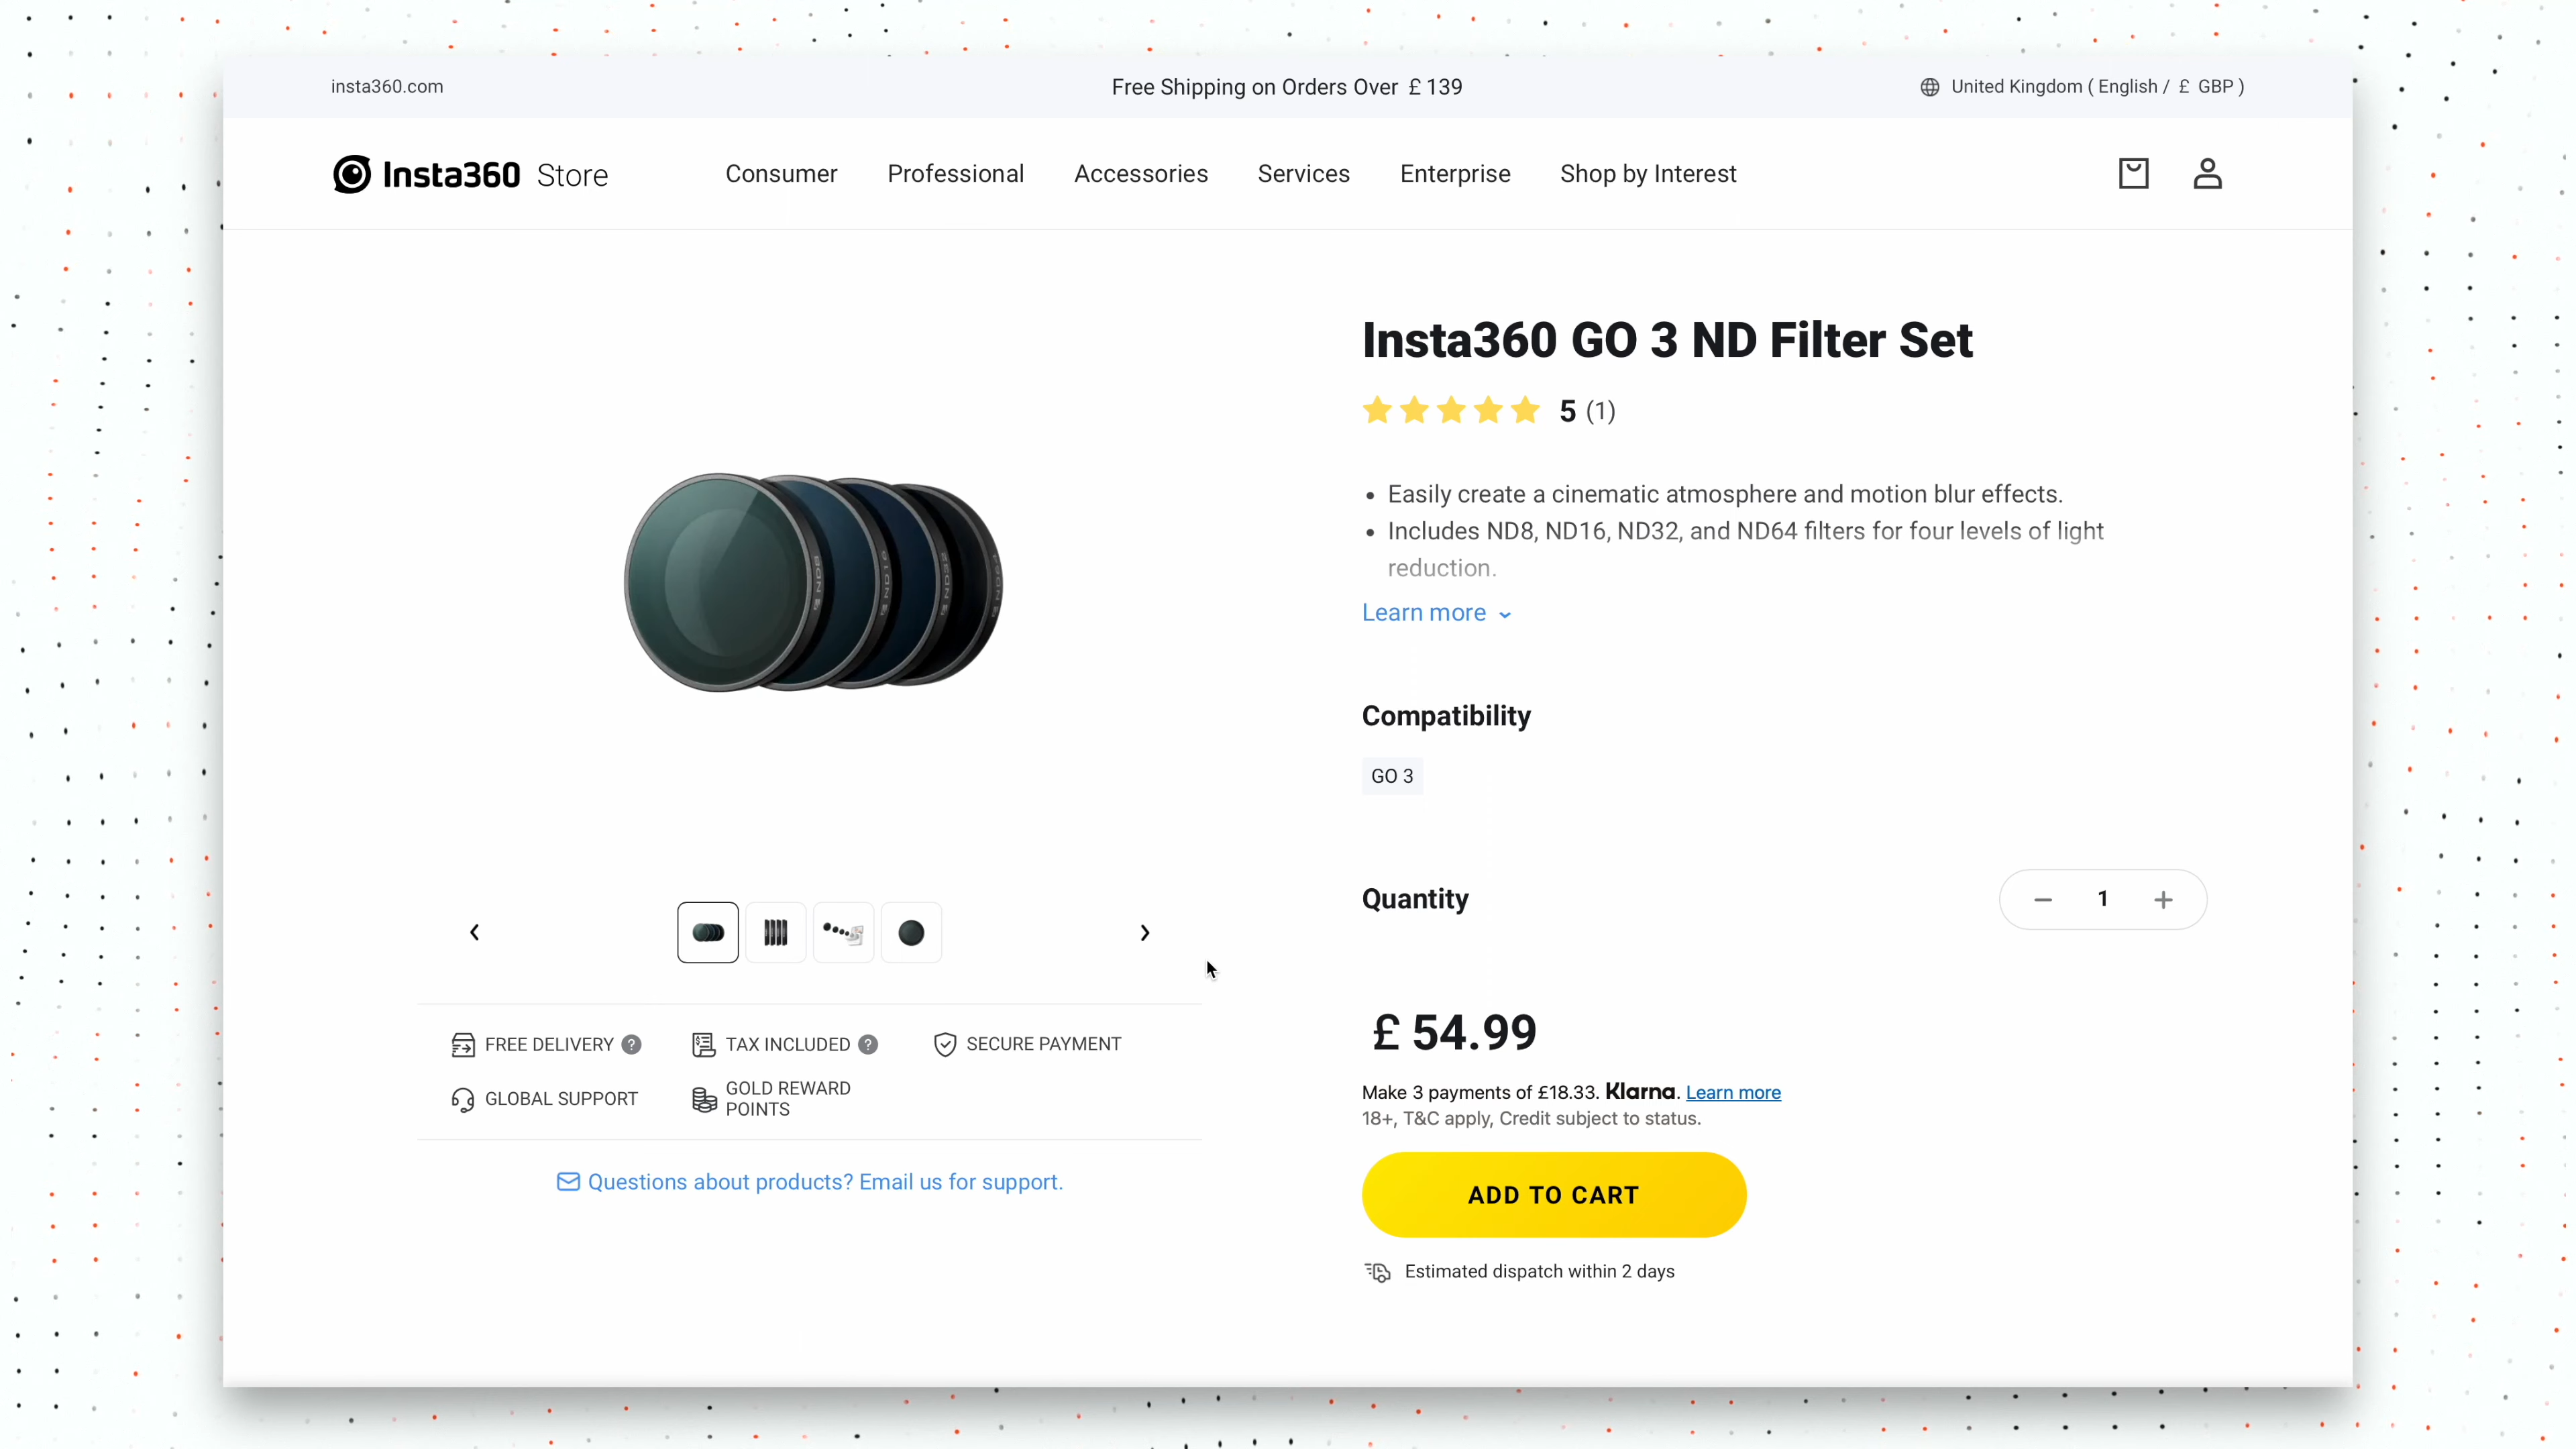 insta360.com
Free Shipping on Orders Over £ 139
United Kingdom ( English / £ GBP )
Insta360 Store
Consumer
Professional
Accessories
Services
Enterprise
Shop by Interest
Insta360 GO 3 ND Filter Set
5 (1)
• Easily create a cinematic atmosphere and motion blur effects.
• Includes ND8, ND16, ND32, and ND64 filters for four levels of light
reduction.
Learn more
Compatibility
GO 3
Quantity
− 1 +
£ 54.99
Make 3 payments of £18.33. Klarna. Learn more
18+, T&C apply, Credit subject to status.
ADD TO CART
Estimated dispatch within 2 days
FREE DELIVERY ?
TAX INCLUDED ?
SECURE PAYMENT
GLOBAL SUPPORT
GOLD REWARD
POINTS
Questions about products? Email us for support.